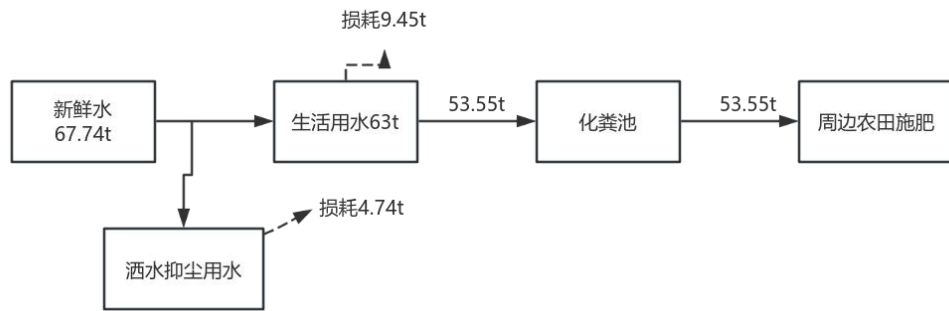 损耗9.45t
新鲜水
67.74t
生活用水63t
53.55t
化粪池
53.55t
周边农田施肥
损耗4.74t
洒水抑尘用水